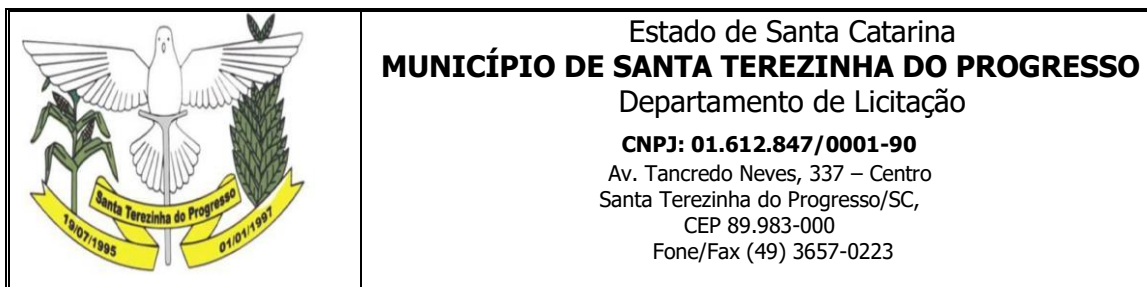 Santa Terezinha do Progresso
19/07/1995
01/01/1997
Estado de Santa Catarina
MUNICÍPIO DE SANTA TEREZINHA DO PROGRESSO
Departamento de Licitação
CNPJ: 01.612.847/0001-90
Av. Tancredo Neves, 337 – Centro
Santa Terezinha do Progresso/SC,
CEP 89.983-000
Fone/Fax (49) 3657-0223